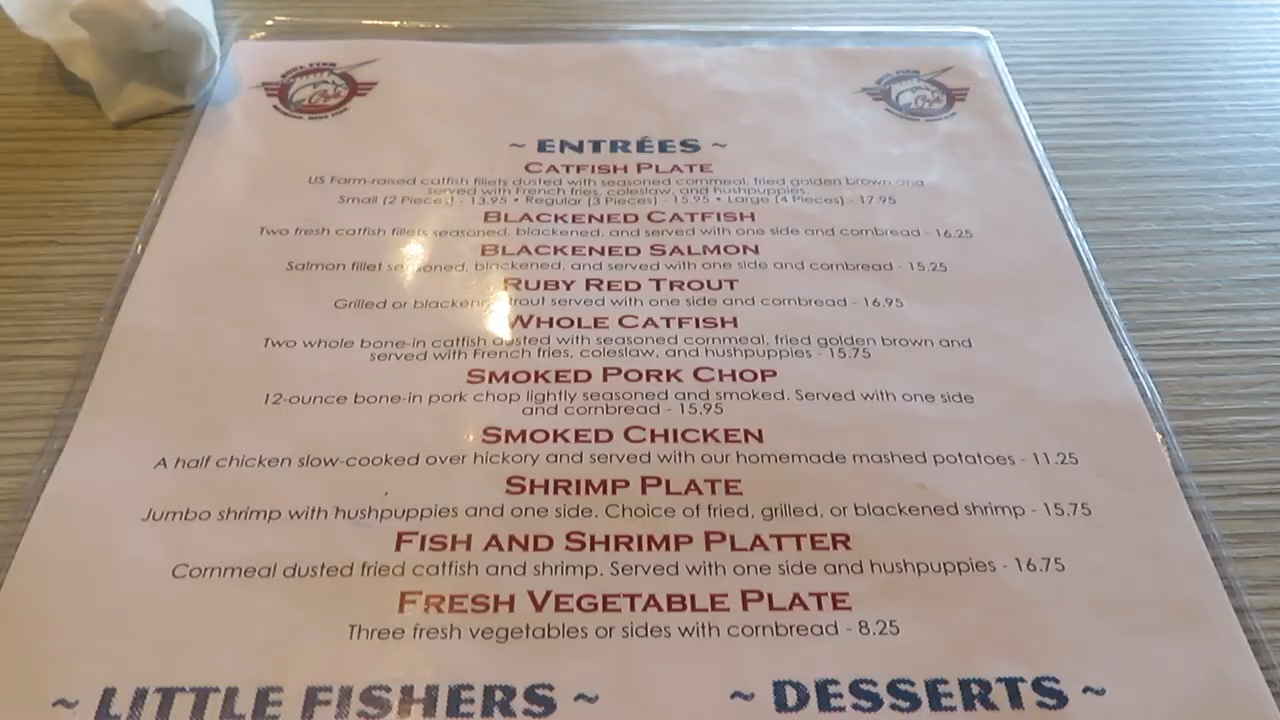 ~ ENTRÉES ~
CATFISH PLATE
US Farm-raised catfish fillets dusted with seasoned cornmeal, fried golden brown and
served with French fries, coleslaw, and hushpuppies.
Small (2 Pieces) - 13.95 • Regular (3 Pieces) - 15.95 • Large (4 Pieces) - 17.95
BLACKENED CATFISH
Two fresh catfish fillets seasoned, blackened, and served with one side and cornbread - 16.25
BLACKENED SALMON
Salmon fillet seasoned, blackened, and served with one side and cornbread - 15.25
RUBY RED TROUT
Grilled or blackened trout served with one side and cornbread - 16.95
WHOLE CATFISH
Two whole bone-in catfish dusted with seasoned cornmeal, fried golden brown and
served with French fries, coleslaw, and hushpuppies - 15.75
SMOKED PORK CHOP
12-ounce bone-in pork chop lightly seasoned and smoked. Served with one side
and cornbread - 15.95
SMOKED CHICKEN
A half chicken slow-cooked over hickory and served with our homemade mashed potatoes - 11.25
SHRIMP PLATE
Jumbo shrimp with hushpuppies and one side. Choice of fried, grilled, or blackened shrimp - 15.75
FISH AND SHRIMP PLATTER
Cornmeal dusted fried catfish and shrimp. Served with one side and hushpuppies - 16.75
FRESH VEGETABLE PLATE
Three fresh vegetables or sides with cornbread - 8.25
~ LITTLE FISHERS ~
~ DESSERTS ~